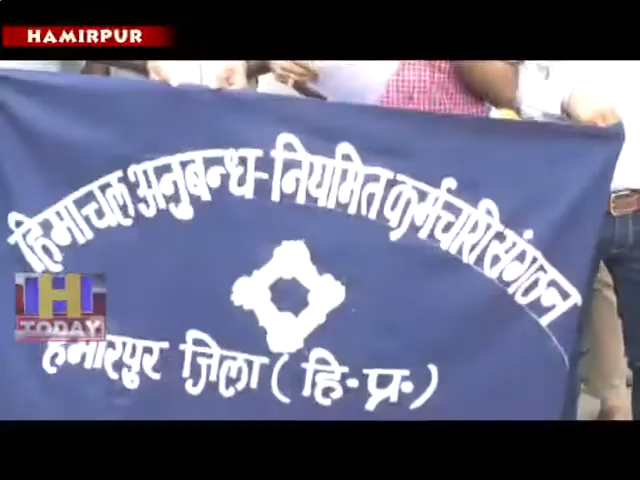 HAMIRPUR
हिमाचल अनुबन्ध-नियमित कर्मचारी संगठन
H
TODAY
हमीरपुर जिला (हि-प्र-)